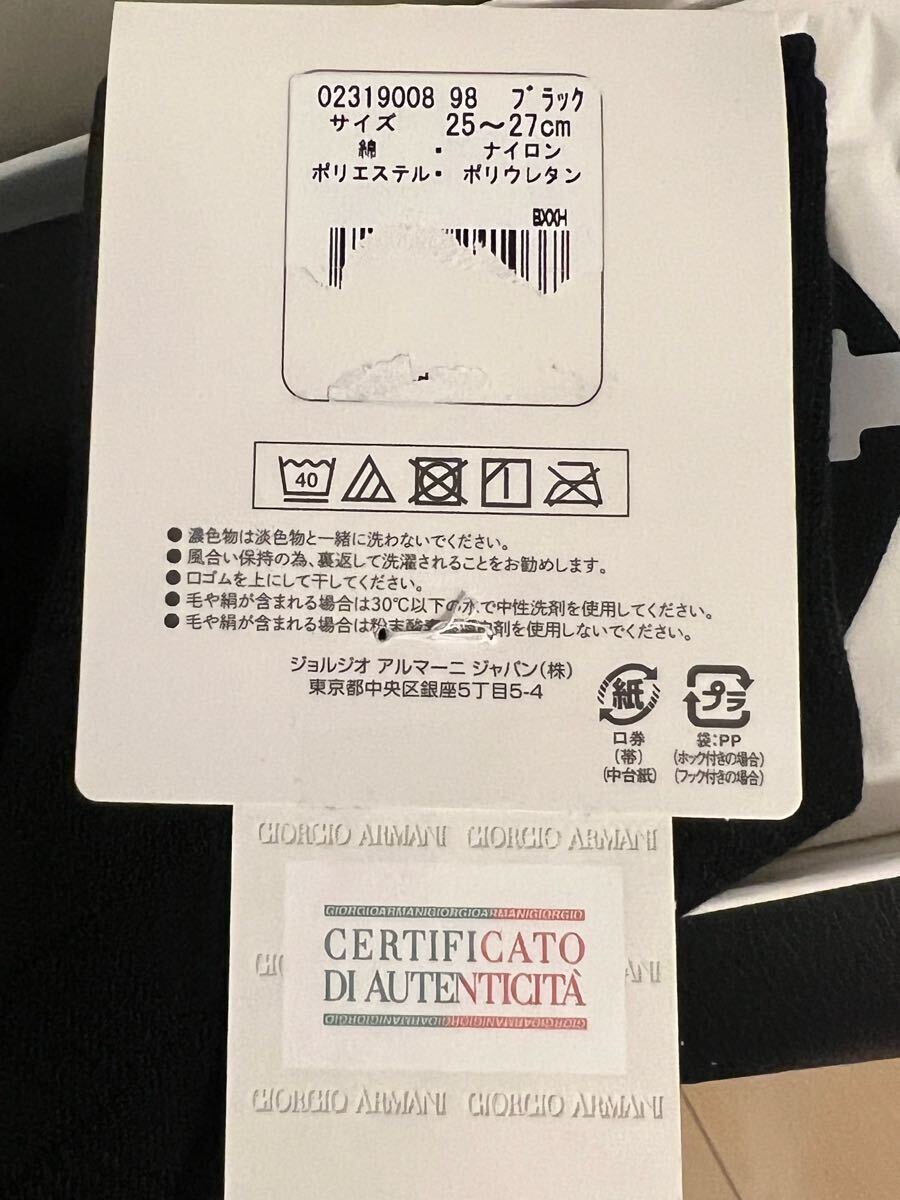 02319008 98 ブラック
サイズ 25～27cm
綿 ・ ナイロン
ポリエステル・ ポリウレタン
40
● 濃色物は淡色物と一緒に洗わないでください。
● 風合い保持の為、裏返して洗濯されることをお勧めします。
● 口ゴムを上にして干してください。
● 毛や絹が含まれる場合は30℃以下の水で中性洗剤を使用してください。
● 毛や絹が含まれる場合は粉末酸素 剤を使用しないでください。
ジョルジオ アルマーニ ジャパン(株)
東京都中央区銀座5丁目5-4
紙
プラ
口券
(帯)
(中台紙)
袋:PP
(ホック付きの場合)
(フック付きの場合)
GIORGIO ARMANI GIORGIO ARMANI
GIORGIOARMANIGIORGIOARMANIGIORGIO
CERTIFICATO
DI AUTENTICITÀ
GIORGIO ARMANI GIORGIO ARMANI